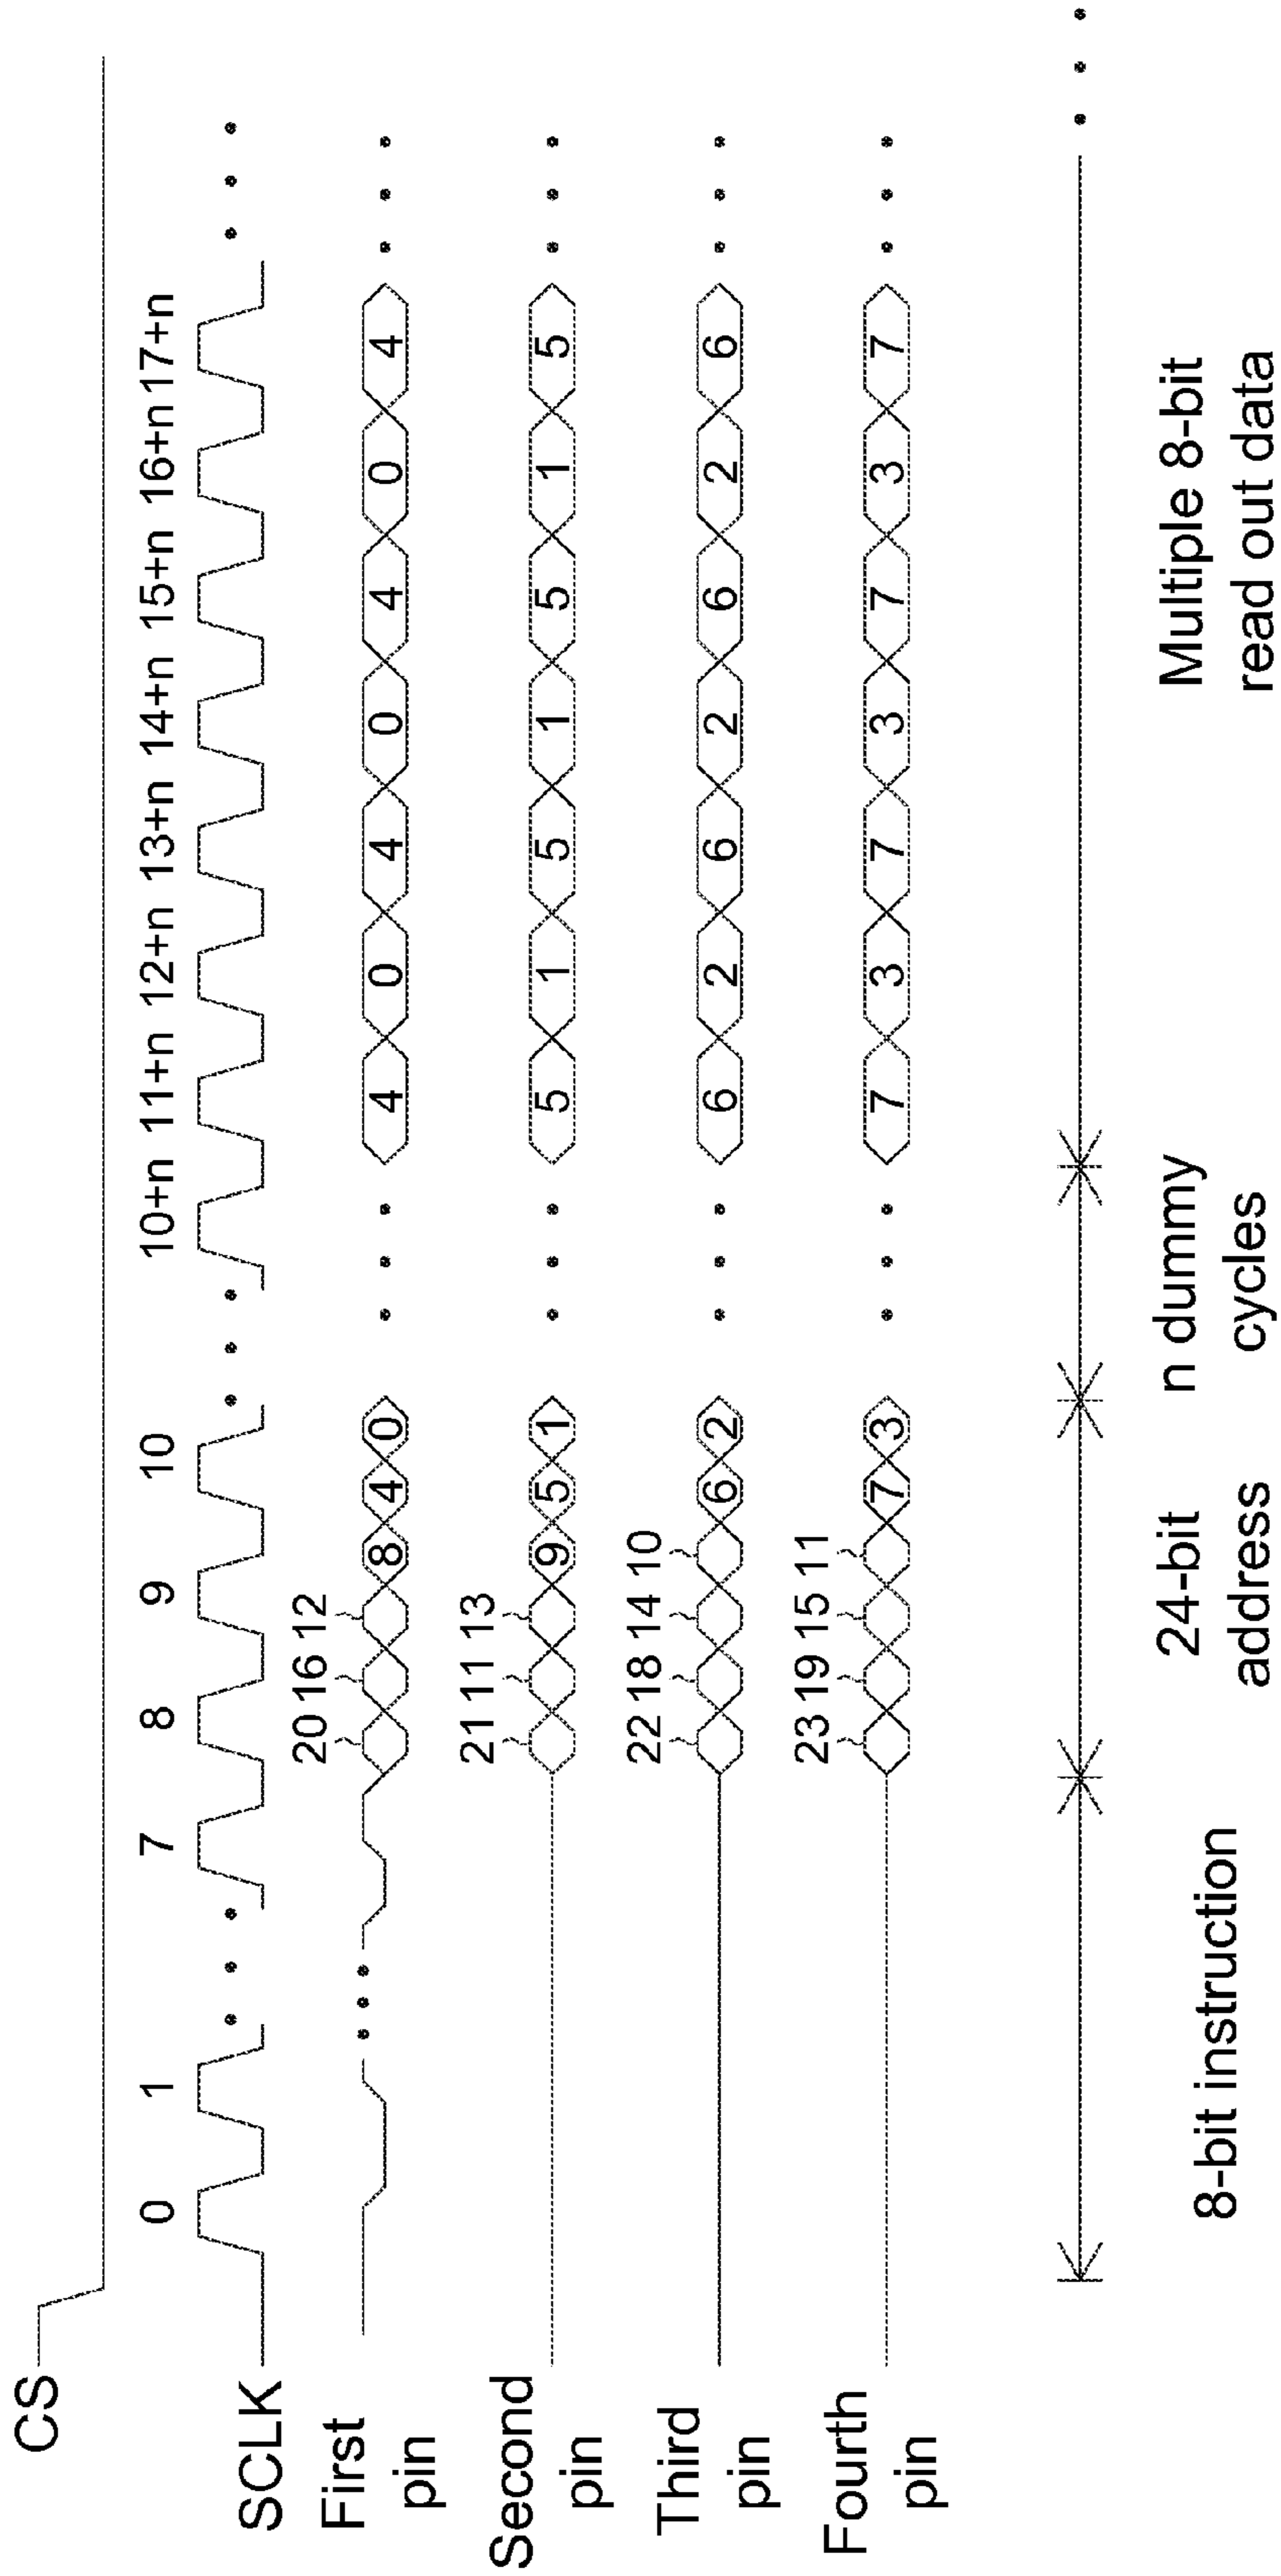 CS
0 1 7 8 9 10 10+n 11+n 12+n 13+n 14+n 15+n 16+n 17+n
SCLK
20 16 12
First
pin
8 4 0 4 0 4 0 4 0 4
21 11 13
Second
pin
9 5 1 5 1 5 1 5 1 5
22 18 14 10
Third
pin
6 2 6 2 6 2 6 2 6
23 19 15 11
Fourth
pin
7 3 7 3 7 3 7 3 7
8-bit instruction
24-bit
address
n dummy
cycles
Multiple 8-bit
read out data